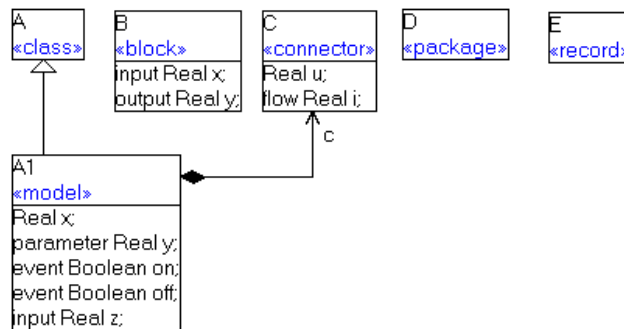 A
«class»
B
«block»
input Real x;
output Real y;
C
«connector»
Real u;
flow Real i;
D
«package»
E
«record»
c
A1
«model»
Real x;
parameter Real y;
event Boolean on;
event Boolean off;
input Real z;